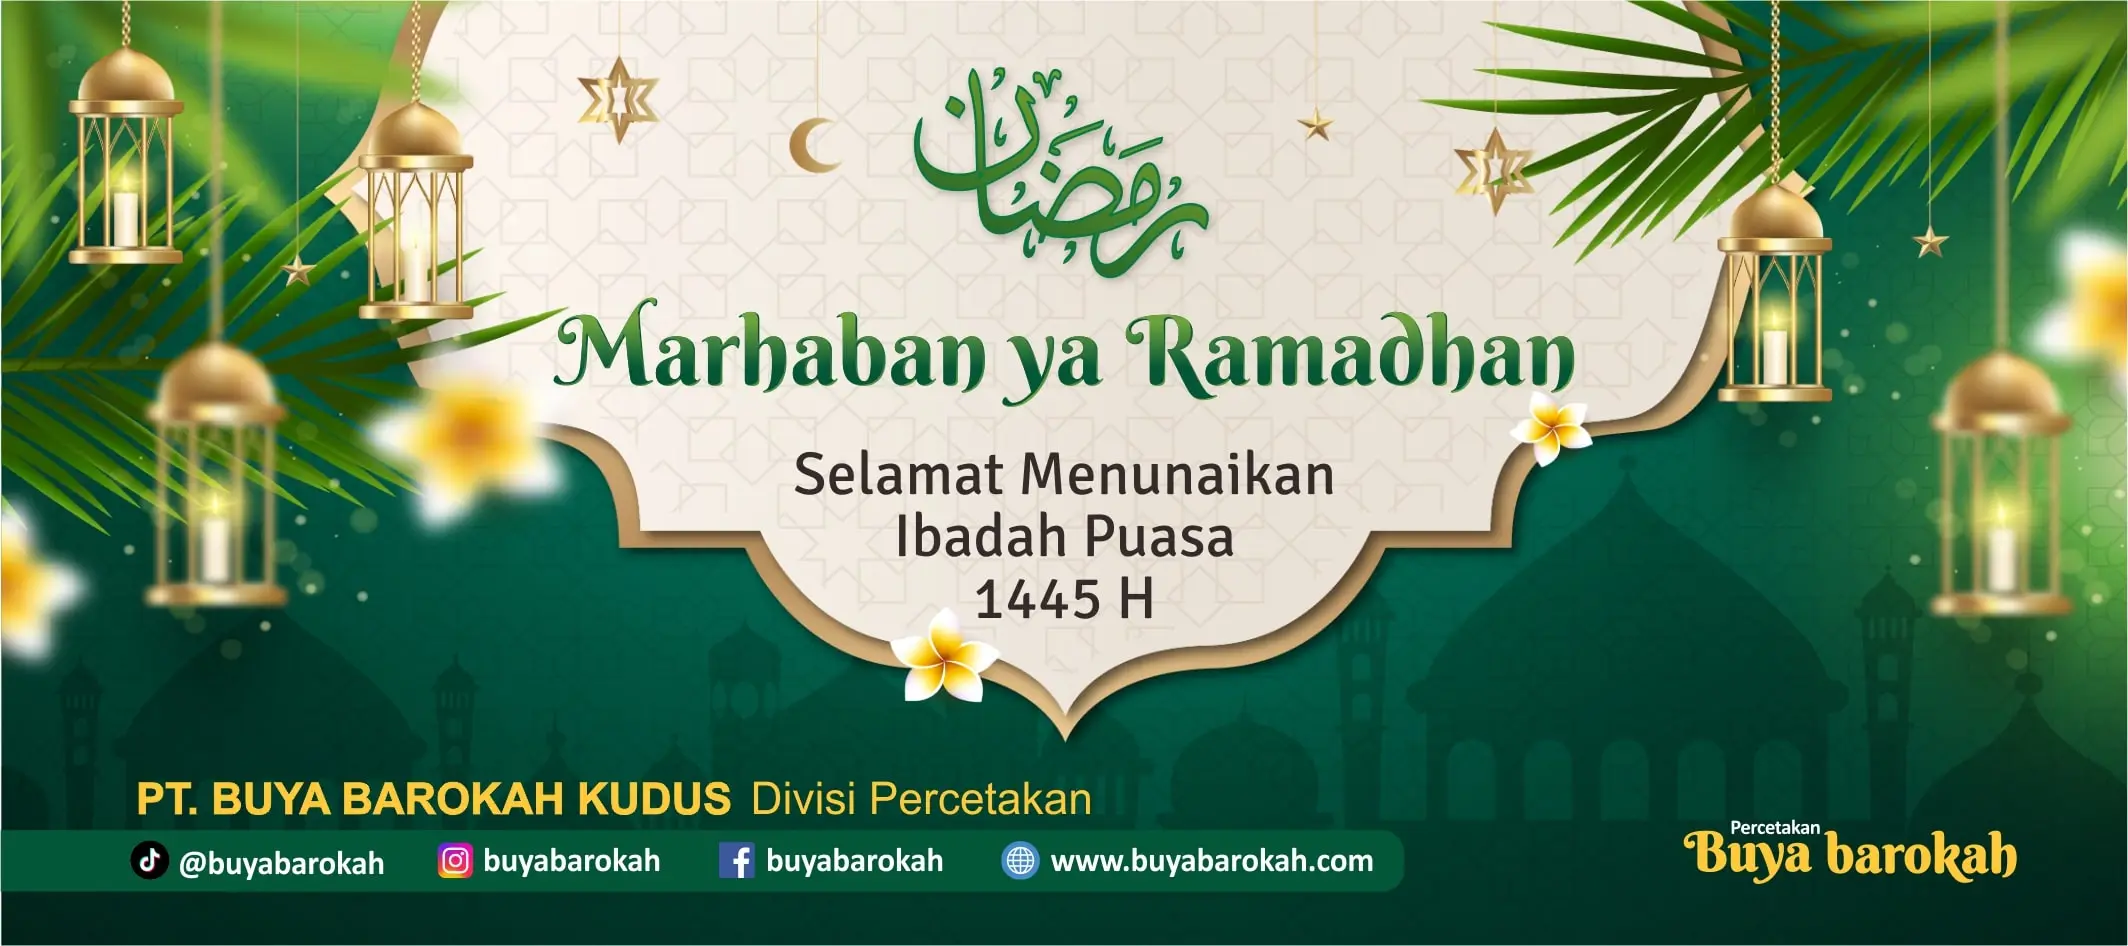 رمضان
Marhaban ya Ramadhan
Selamat Menunaikan
Ibadah Puasa
1445 H
PT. BUYA BAROKAH KUDUS Divisi Percetakan
@buyabarokah buyabarokah buyabarokah www.buyabarokah.com
Percetakan
Buya barokah